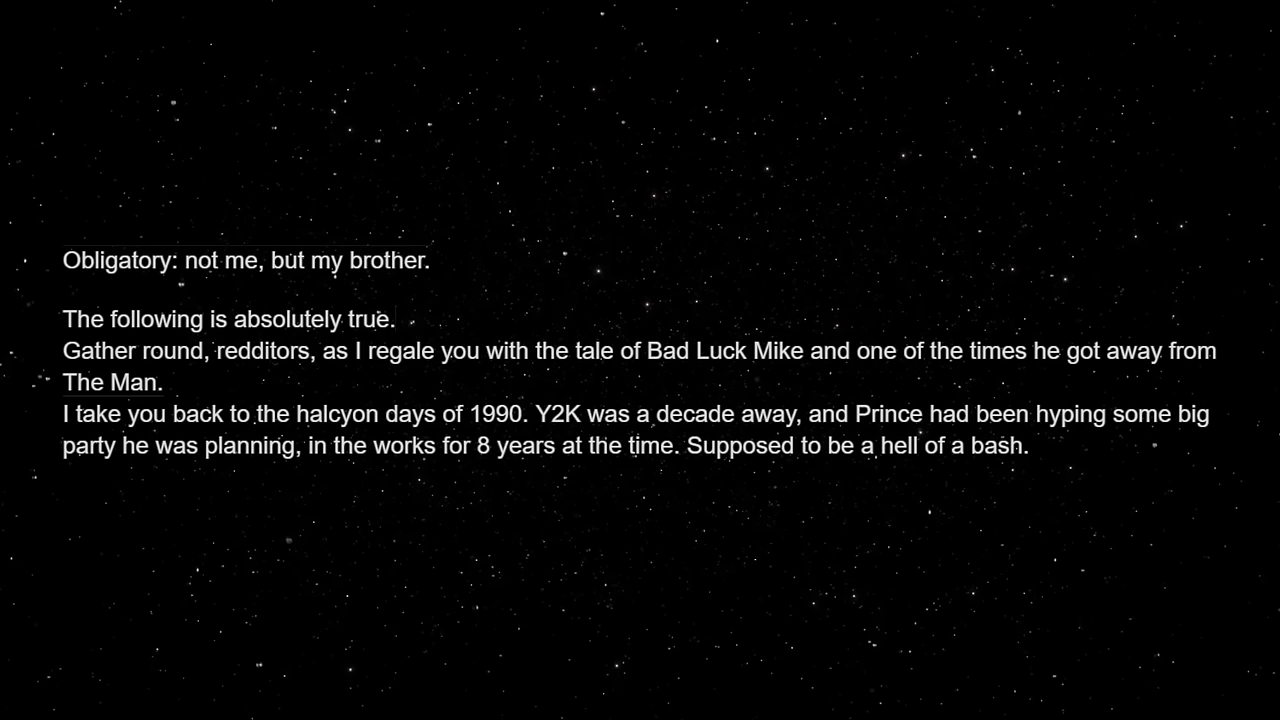 Obligatory: not me, but my brother.
The following is absolutely true.
Gather round, redditors, as I regale you with the tale of Bad Luck Mike and one of the times he got away from
The Man.
I take you back to the halcyon days of 1990. Y2K was a decade away, and Prince had been hyping some big
party he was planning, in the works for 8 years at the time. Supposed to be a hell of a bash.